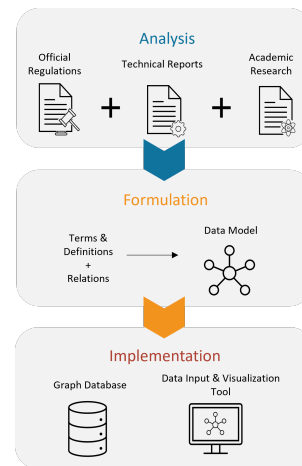 Analysis
Official
Regulations
Technical Reports
Academic
Research
+
+
Formulation
Terms &
Definitions
+
Relations
Data Model
Implementation
Graph Database
Data Input & Visualization
Tool